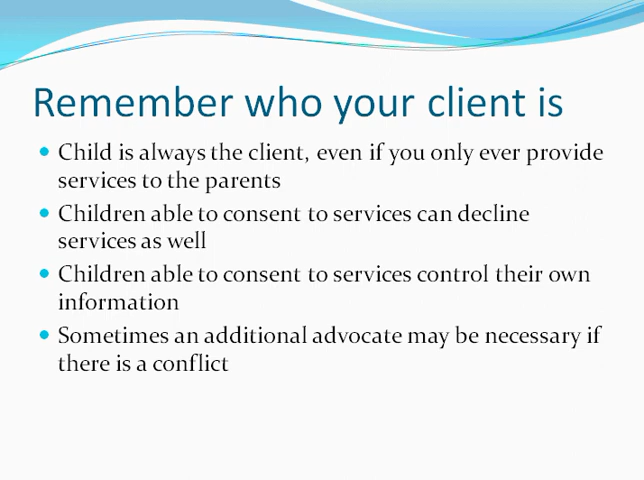 Remember who your client is
Child is always the client, even if you only ever provide
services to the parents
Children able to consent to services can decline
services as well
Children able to consent to services control their own
information
Sometimes an additional advocate may be necessary if
there is a conflict